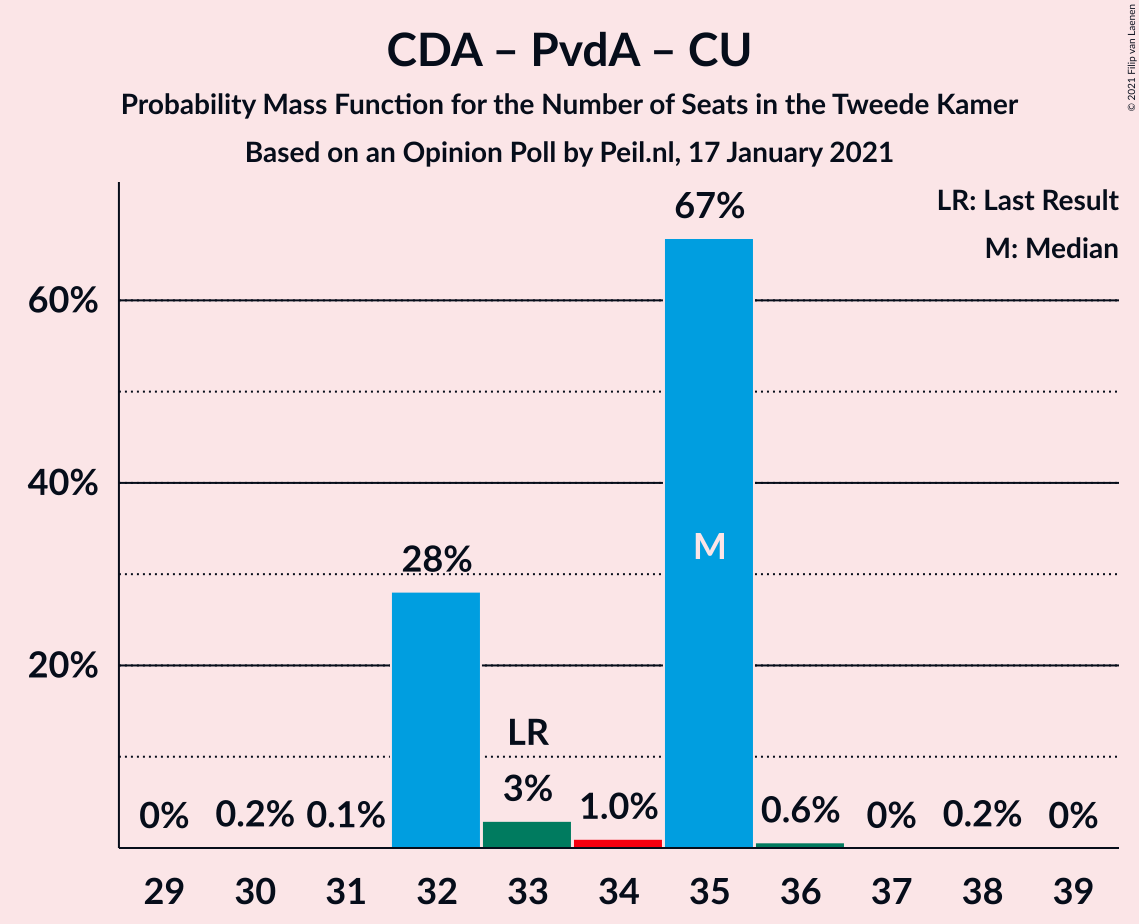 CDA – PvdA – CU
Probability Mass Function for the Number of Seats in the Tweede Kamer
Based on an Opinion Poll by Peil.nl, 17 January 2021
© 2021 Filip van Laenen
LR: Last Result
M: Median
60%
40%
20%
0%
0.2%
0.1%
28%
LR
3%
1.0%
67%
M
0.6%
0%
0.2%
0%
29 30 31 32 33 34 35 36 37 38 39